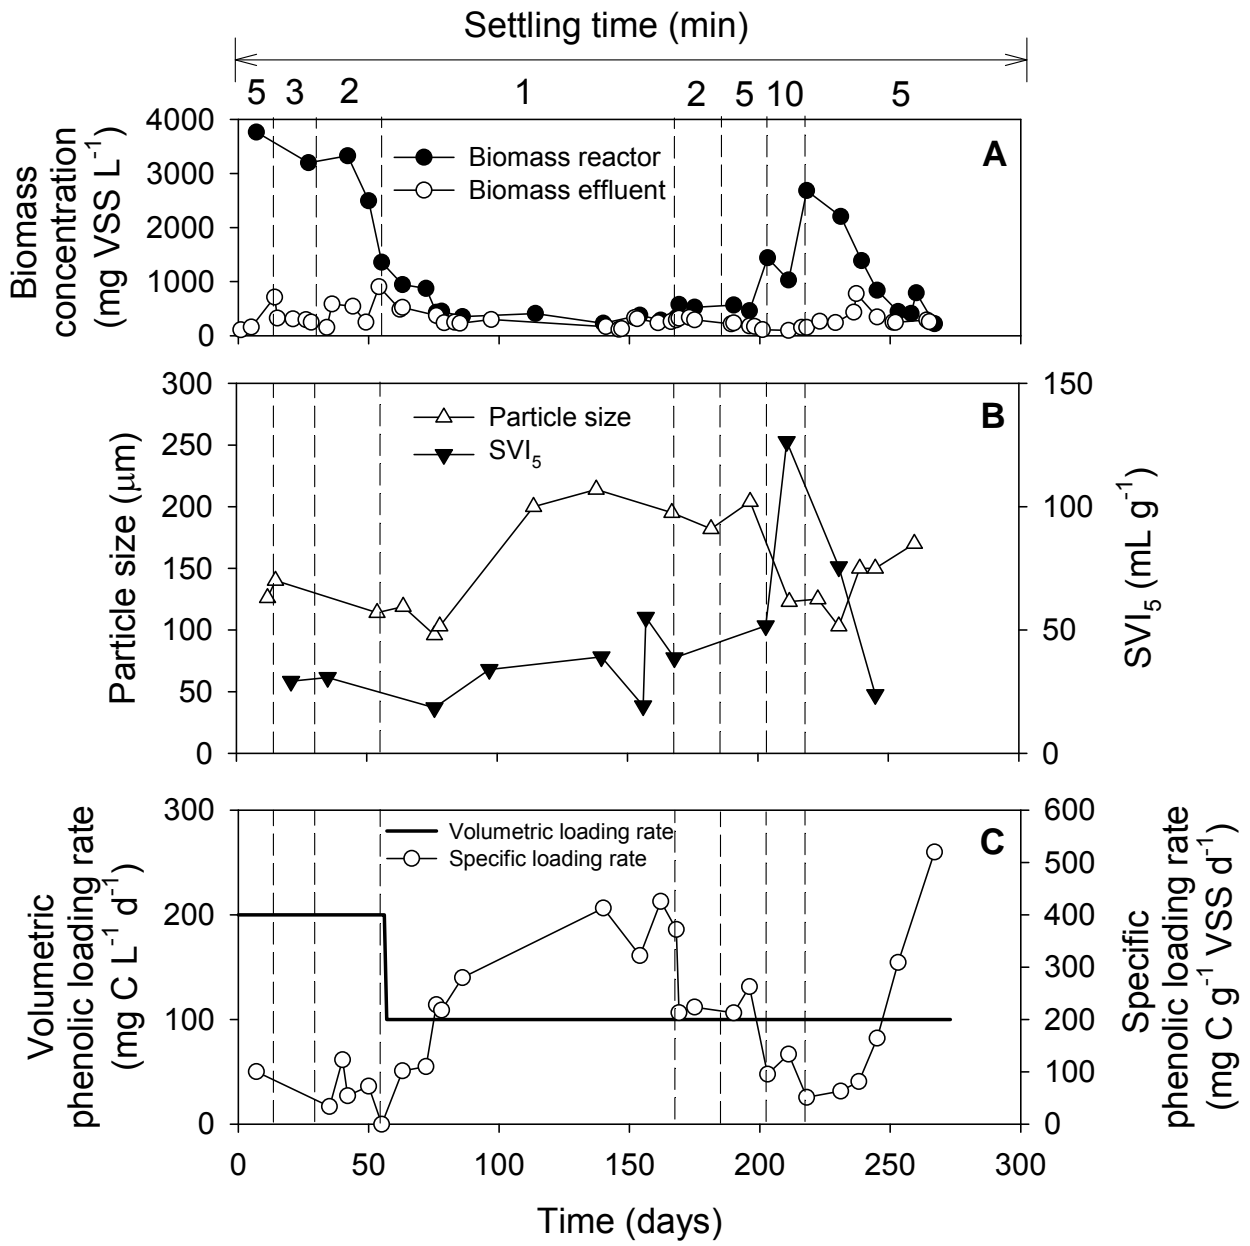 Settling time (min)
5 3 2 1 2 5 10 5
Biomass
concentration
(mg VSS L-1)
4000
3000
2000
1000
0
Biomass reactor
Biomass effluent
A
Particle size (μm)
300
250
200
150
100
50
0
Particle size
SVI5
B
150
100
50
0
SVI5 (mL g-1)
Volumetric
phenolic loading rate
(mg C L-1 d-1)
300
200
100
0
Volumetric loading rate
Specific loading rate
C
600
500
400
300
200
100
0
Specific
phenolic loading rate
(mg C g-1 VSS d-1)
0 50 100 150 200 250 300
Time (days)